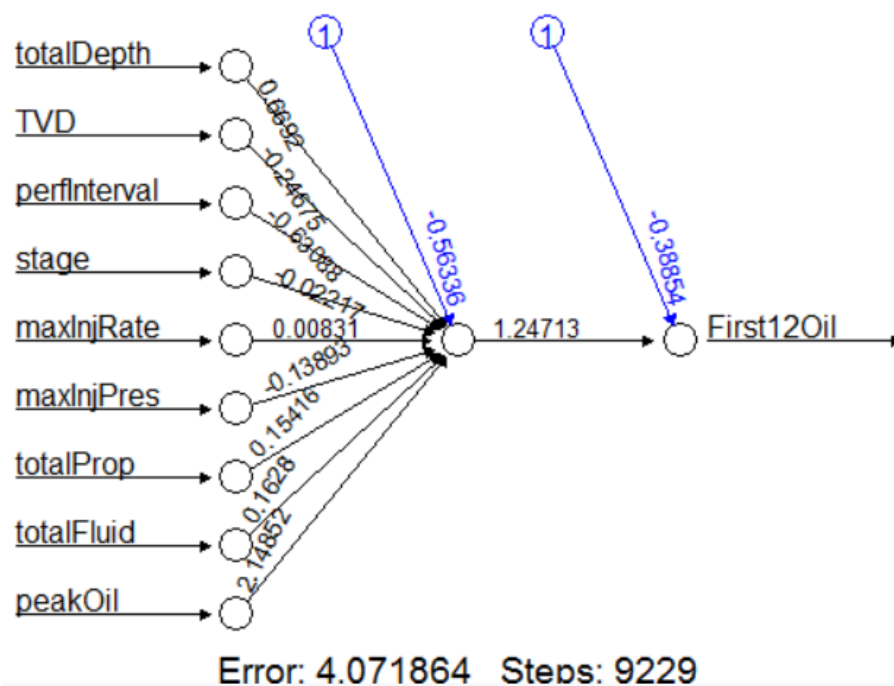 1
1
totalDepth
TVD
perfInterval
stage
maxInjRate
maxInjPres
totalProp
totalFluid
peakOil
0.6692
-0.24675
-0.63088
-0.02217
0.00831
-0.13893
0.15416
0.1628
2.14852
-0.56336
1.24713
-0.38854
First12Oil
Error: 4.071864 Steps: 9229